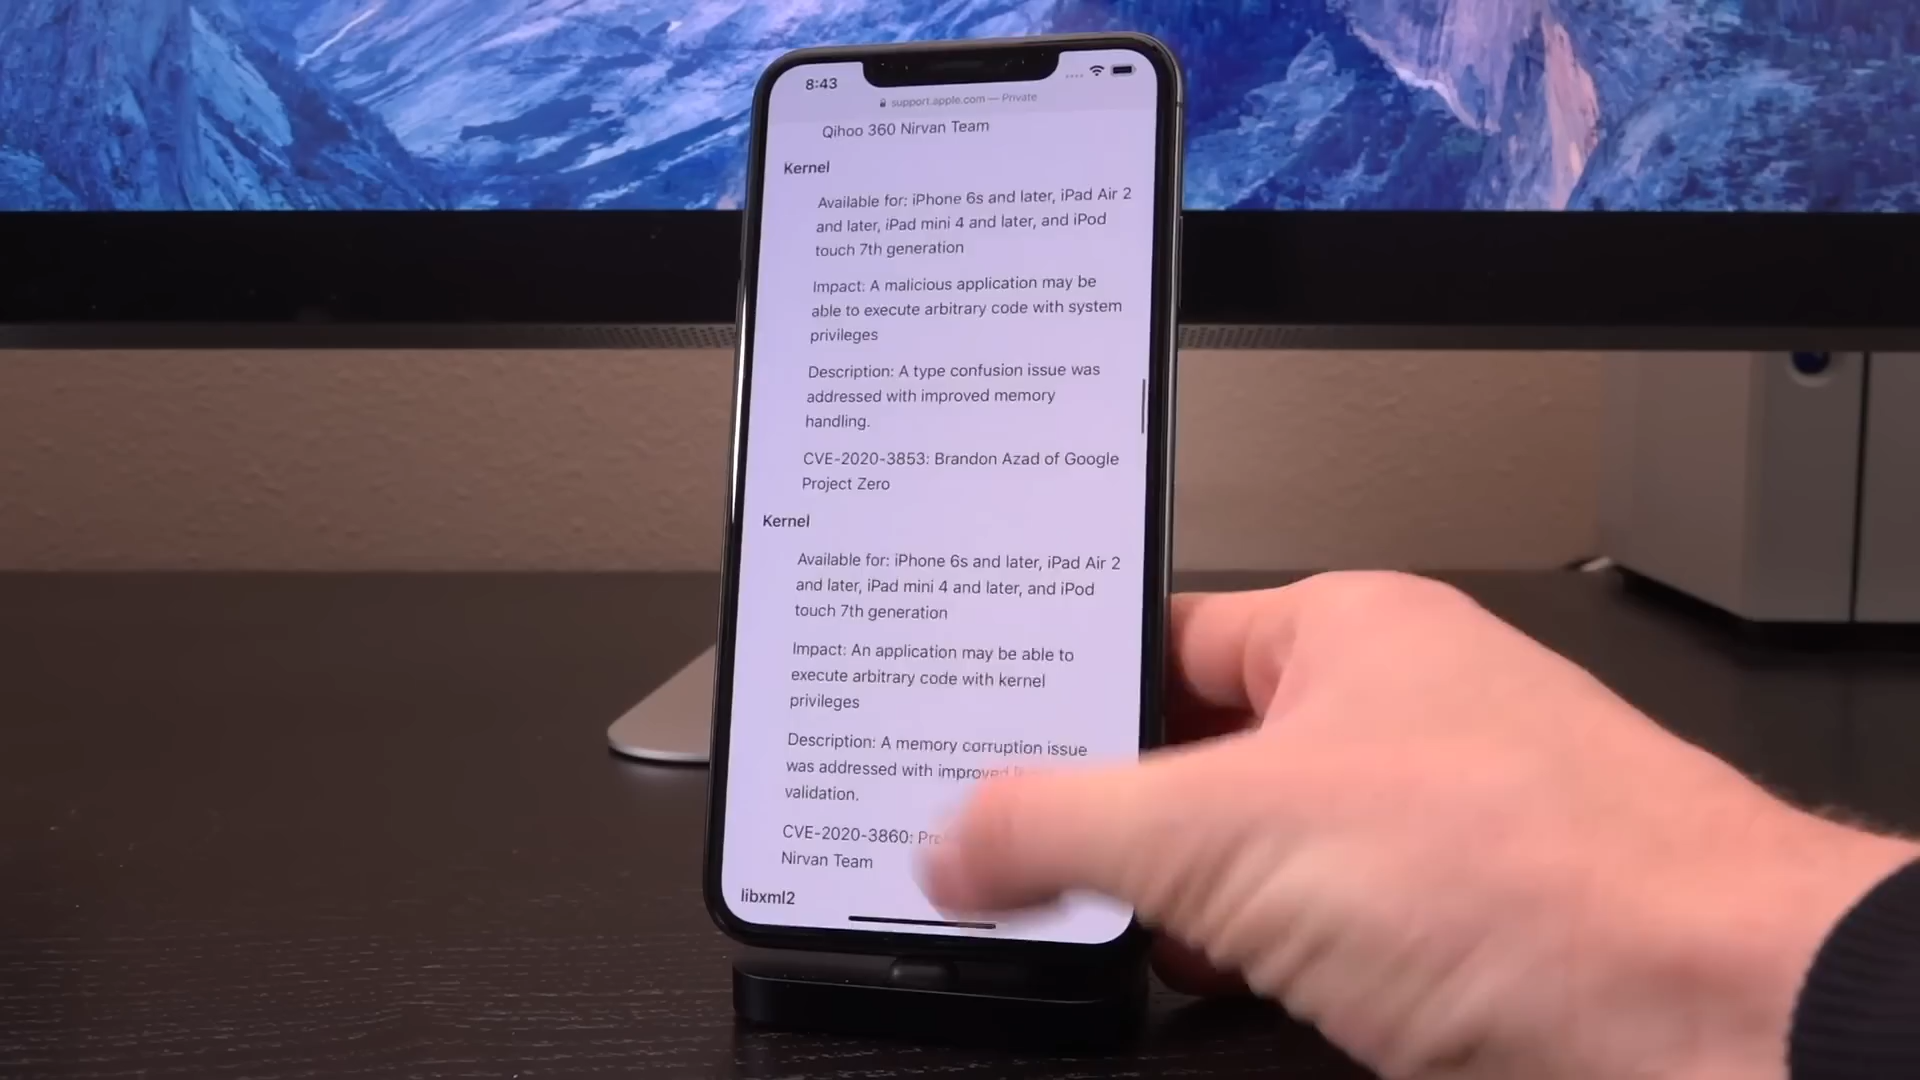 8:43
support.apple.com — Private
Qihoo 360 Nirvan Team
Kernel
Available for: iPhone 6s and later, iPad Air 2
and later, iPad mini 4 and later, and iPod
touch 7th generation
Impact: A malicious application may be
able to execute arbitrary code with system
privileges
Description: A type confusion issue was
addressed with improved memory
handling.
CVE-2020-3853: Brandon Azad of Google
Project Zero
Kernel
Available for: iPhone 6s and later, iPad Air 2
and later, iPad mini 4 and later, and iPod
touch 7th generation
Impact: An application may be able to
execute arbitrary code with kernel
privileges
Description: A memory corruption issue
was addressed with improved
validation.
CVE-2020-3860:
Nirvan Team
libxml2